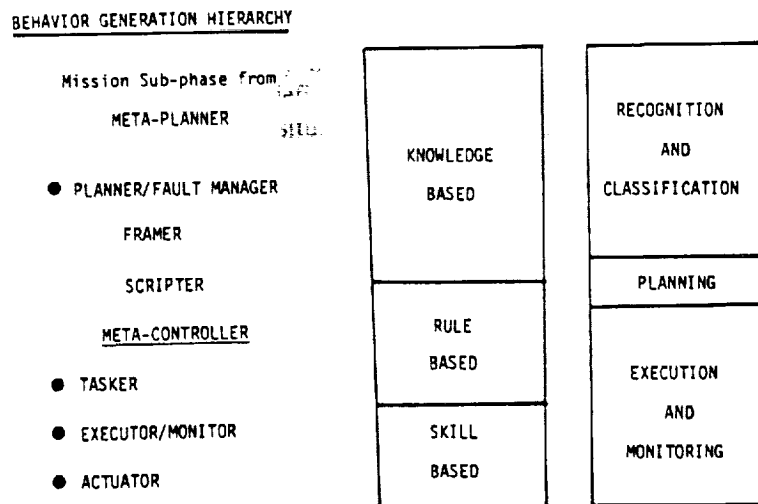 BEHAVIOR GENERATION HIERARCHY
Mission Sub-phase from
META-PLANNER
● PLANNER/FAULT MANAGER
FRAMER
SCRIPTER
META-CONTROLLER
● TASKER
● EXECUTOR/MONITOR
● ACTUATOR
KNOWLEDGE
BASED
RULE
BASED
SKILL
BASED
RECOGNITION
AND
CLASSIFICATION
PLANNING
EXECUTION
AND
MONITORING